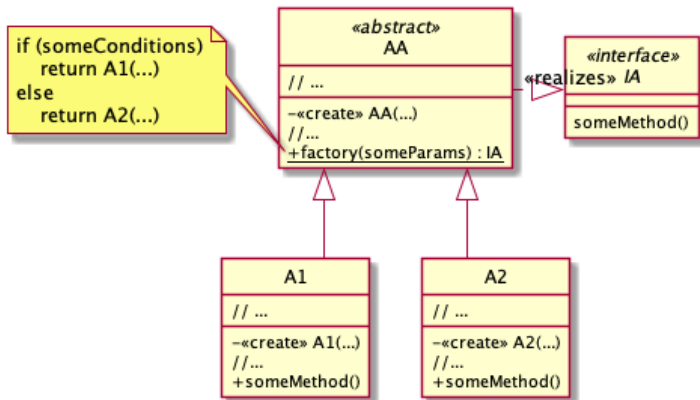 if (someConditions)
return A1(...)
else
return A2(...)
«abstract»
AA
// ...
-«create» AA(...)
//...
+factory(someParams) : IA
«realizes»
«interface»
IA
someMethod()
A1
// ...
-«create» A1(...)
//...
+someMethod()
A2
// ...
-«create» A2(...)
//...
+someMethod()